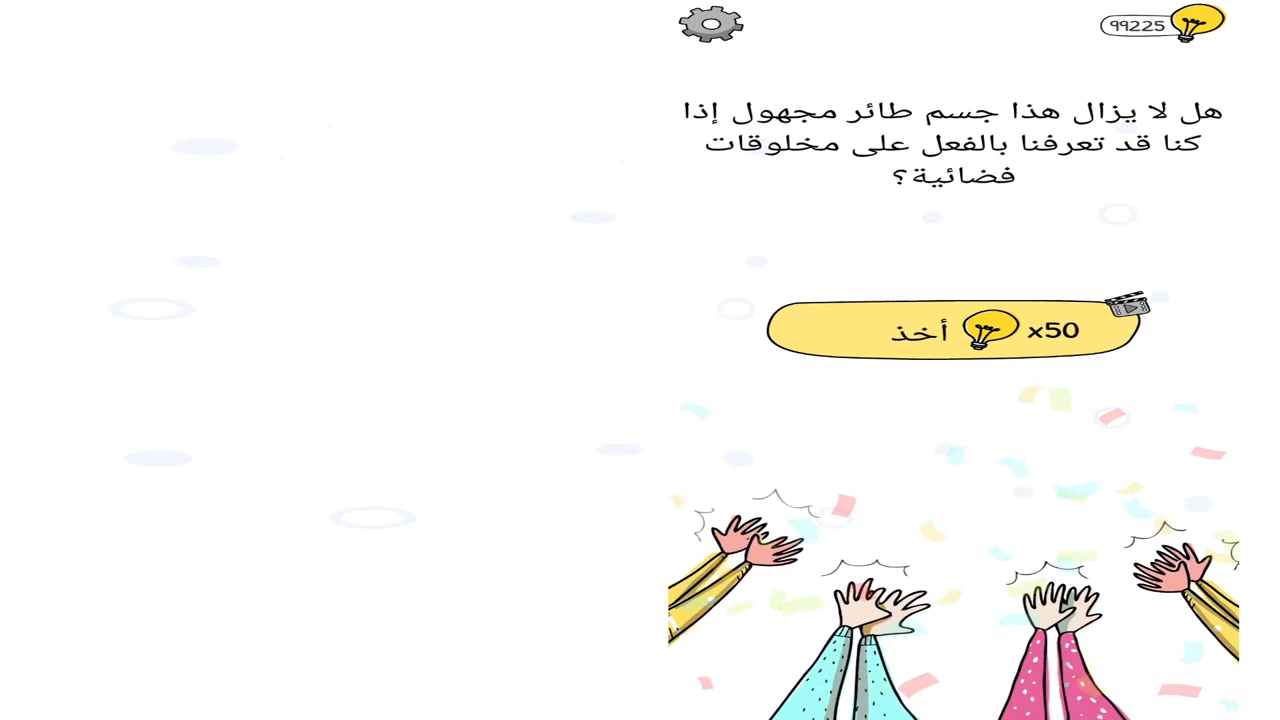 99225
هل لا يزال هذا جسم طائر مجهول إذا
كنا قد تعرفنا بالفعل على مخلوقات
فضائية؟
أخذ x50